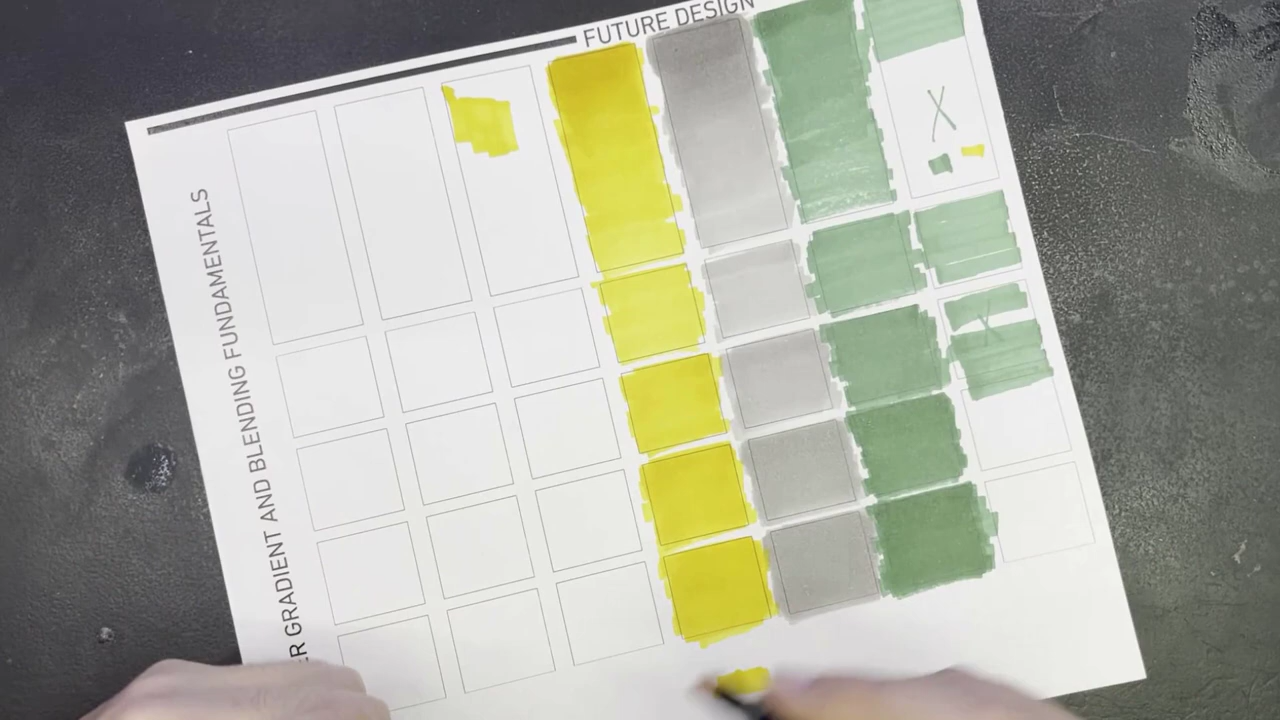 FUTURE DESIGN
ER GRADIENT AND BLENDING FUNDAMENTALS
X
X